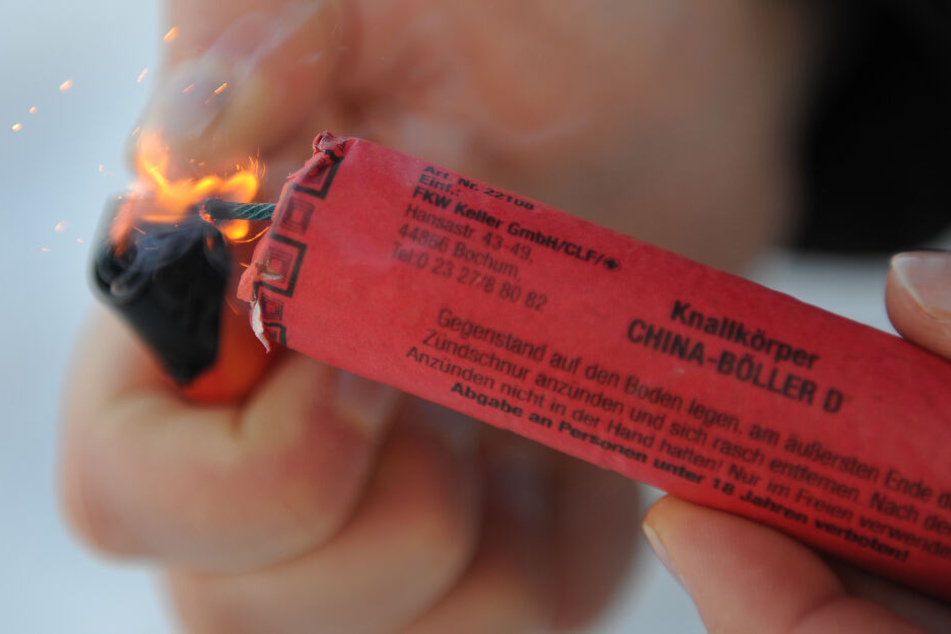 Art. Nr. 22108
Einf.:
FKW Keller GmbH/CLF/
Hansastr 43-49,
44866 Bochum,
Tel 0 23 27/8 80 82
Knallkörper
CHINA-BÖLLER D
Gegenstand auf den Boden legen, am äußersten Ende d
Zündschnur anzünden und sich rasch entfernen. Nach de
Anzünden nicht in der Hand halten! Nur im Freien verwend
Abgabe an Personen unter 18 Jahren verboten!